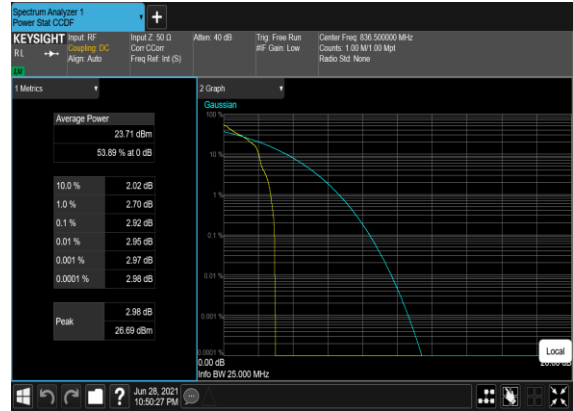 Spectrum Analyzer 1
Power Stat CCDF
KEYSIGHT
RL
LXI
Input: RF
Coupling: DC
Align: Auto
Input Z: 50 Ω
Corr CCorr
Freq Ref: Int (S)
Atten: 40 dB
Trig: Free Run
#IF Gain: Low
Center Freq: 836.500000 MHz
Counts: 1.00 M/1.00 Mpt
Radio Std: None
1 Metrics
Average Power
23.71 dBm
53.89 % at 0 dB
10.0 % 2.02 dB
1.0 % 2.70 dB
0.1 % 2.92 dB
0.01 % 2.95 dB
0.001 % 2.97 dB
0.0001 % 2.98 dB
Peak
2.98 dB
26.69 dBm
2 Graph
Gaussian
100 %
10 %
1 %
0.1 %
0.01 %
0.001 %
0.0001 %
0.00 dB
Info BW 25.000 MHz
Local
Jun 28, 2021
10:50:27 PM